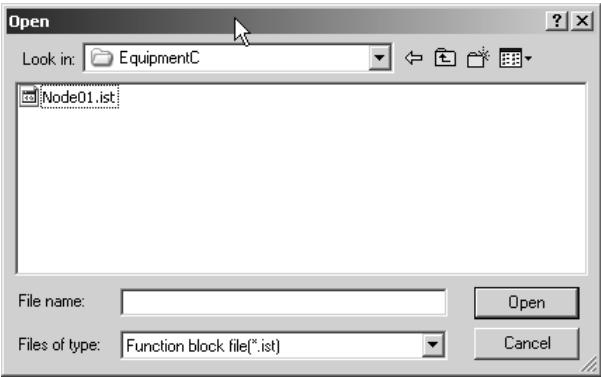 Open
Look in: EquipmentC
Node01.ist
File name: Open
Files of type: Function block file(*.ist) Cancel